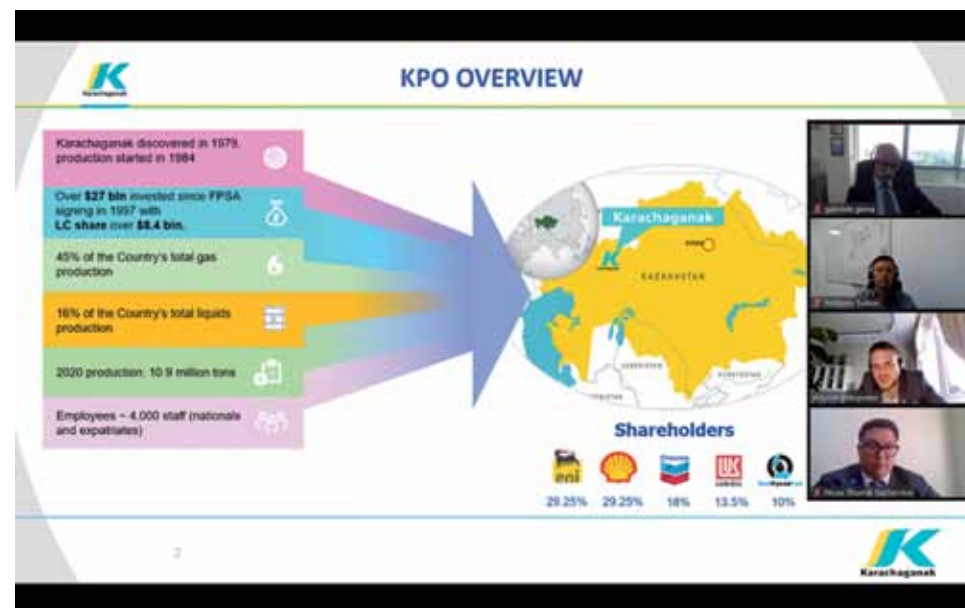 Karachaganak
KPO OVERVIEW
Karachaganak discovered in 1979,
production started in 1984
Over $27 bln invested since FPSA
signing in 1997 with
LC share over $8.4 bln.
45% of the Country's total gas
production
16% of the Country's total liquids
production
2020 production: 10.9 million tons
Employees ~ 4.000 staff (nationals
and expatriates)
Karachaganak
KAZAKHSTAN
UZBEKISTAN
Shareholders
eni
LUKOIL
29.25% 29.25% 18% 13.5% 10%
2
Karachaganak